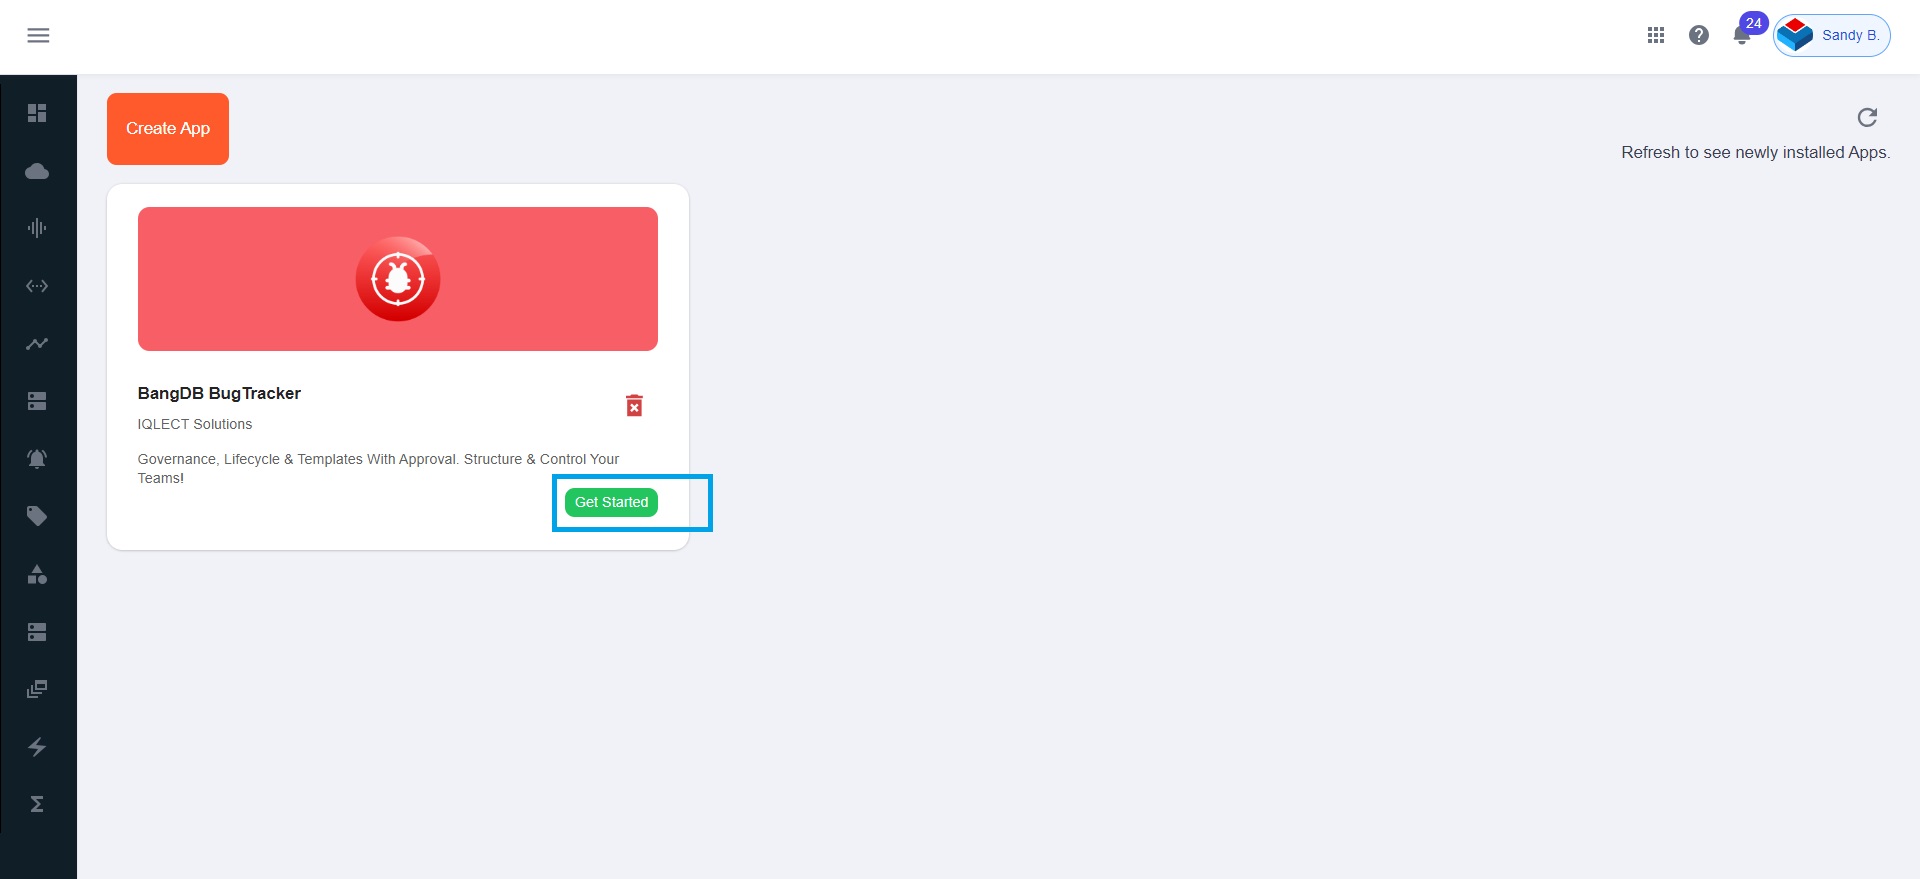 24
Sandy B.
Create App
Refresh to see newly installed Apps.
BangDB BugTracker
IQLECT Solutions
Governance, Lifecycle & Templates With Approval. Structure & Control Your
Teams!
Get Started